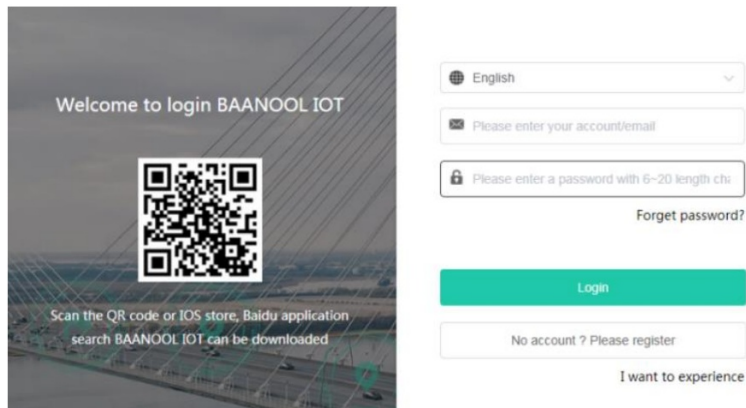 Welcome to login BAANOOL IOT
Scan the QR code or IOS store, Baidu application
search BAANOOL IOT can be downloaded
English
Please enter your account/email
Please enter a password with 6~20 length cha
Forget password?
Login
No account ? Please register
I want to experience